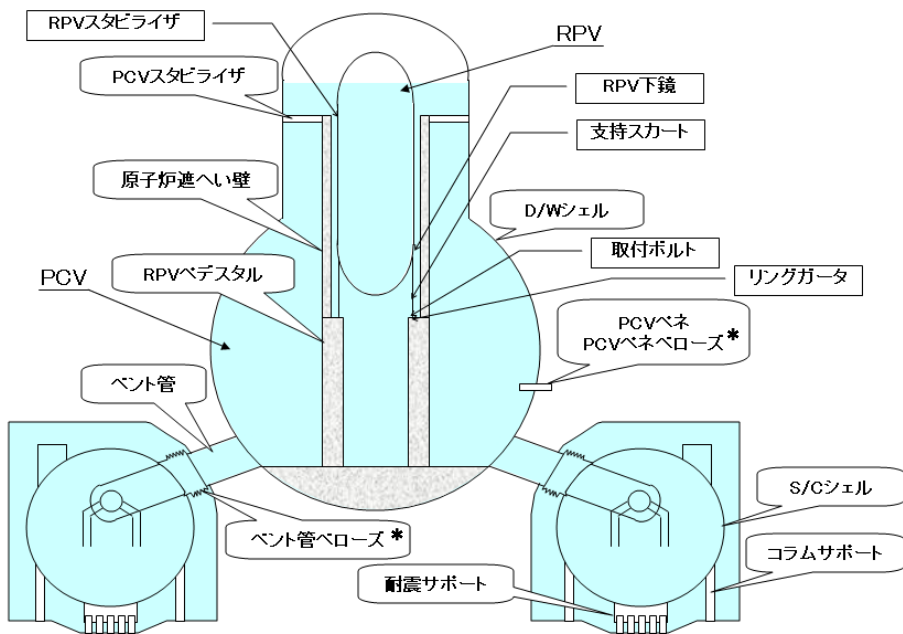 RPVスタビライザ
RPV
PCVスタビライザ
RPV下鏡
支持スカート
原子炉遮へい壁
D/Wシェル
取付ボルト
RPVペデスタル
リングガータ
PCV
PCVペネ
PCVペネベローズ*
ベント管
S/Cシェル
ベント管ベローズ*
コラムサポート
耐震サポート